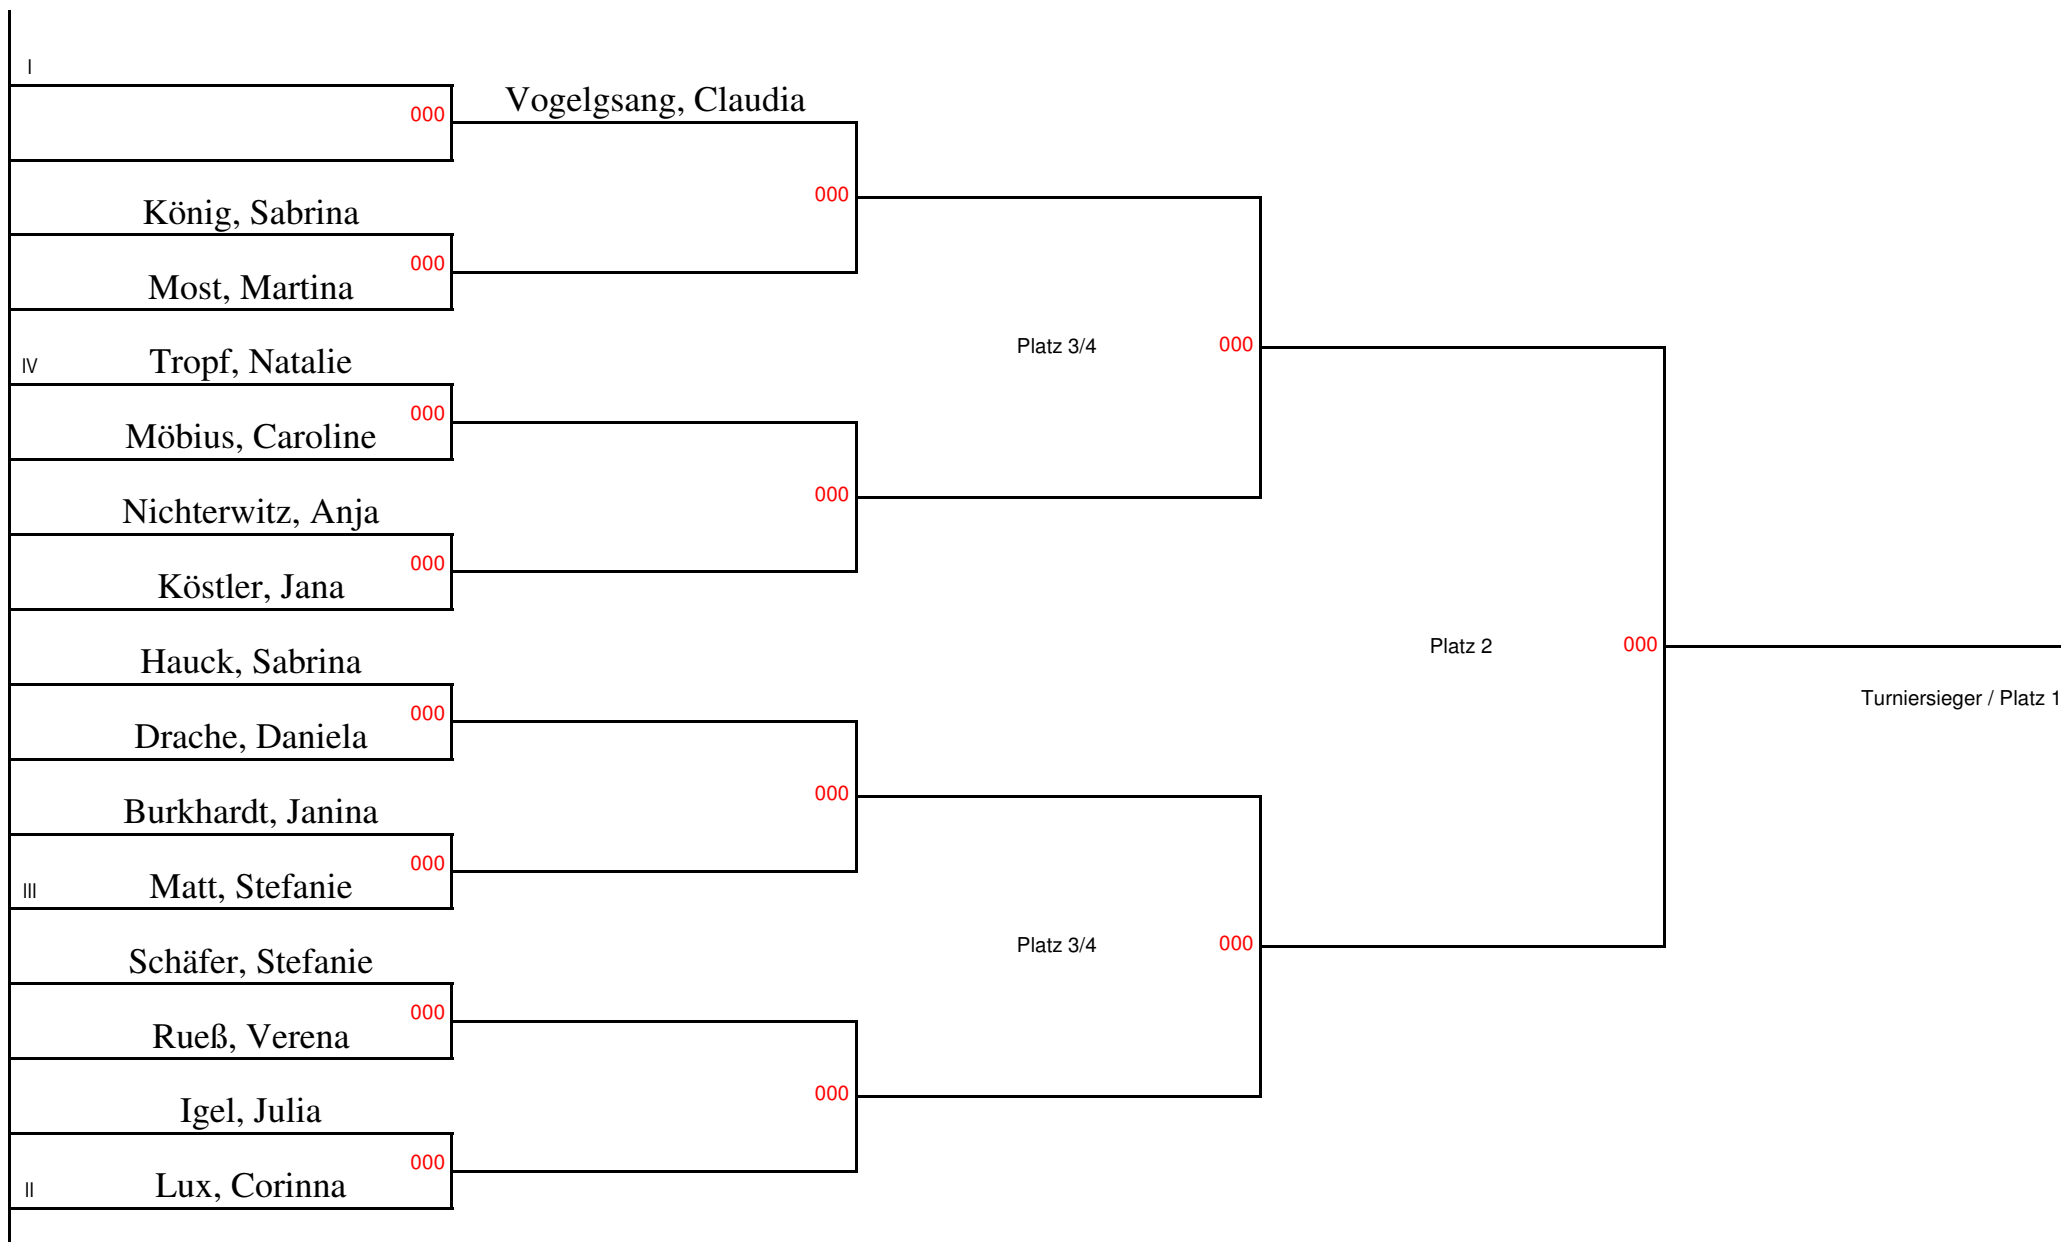 I
000
Vogelgsang, Claudia
000
König, Sabrina
000
Most, Martina
IV
Tropf, Natalie
Platz 3/4
000
000
Möbius, Caroline
000
Nichterwitz, Anja
000
Köstler, Jana
Hauck, Sabrina
Platz 2
000
Turniersieger / Platz 1
000
Drache, Daniela
000
Burkhardt, Janina
000
III
Matt, Stefanie
Platz 3/4
000
Schäfer, Stefanie
000
Rueß, Verena
000
Igel, Julia
000
II
Lux, Corinna